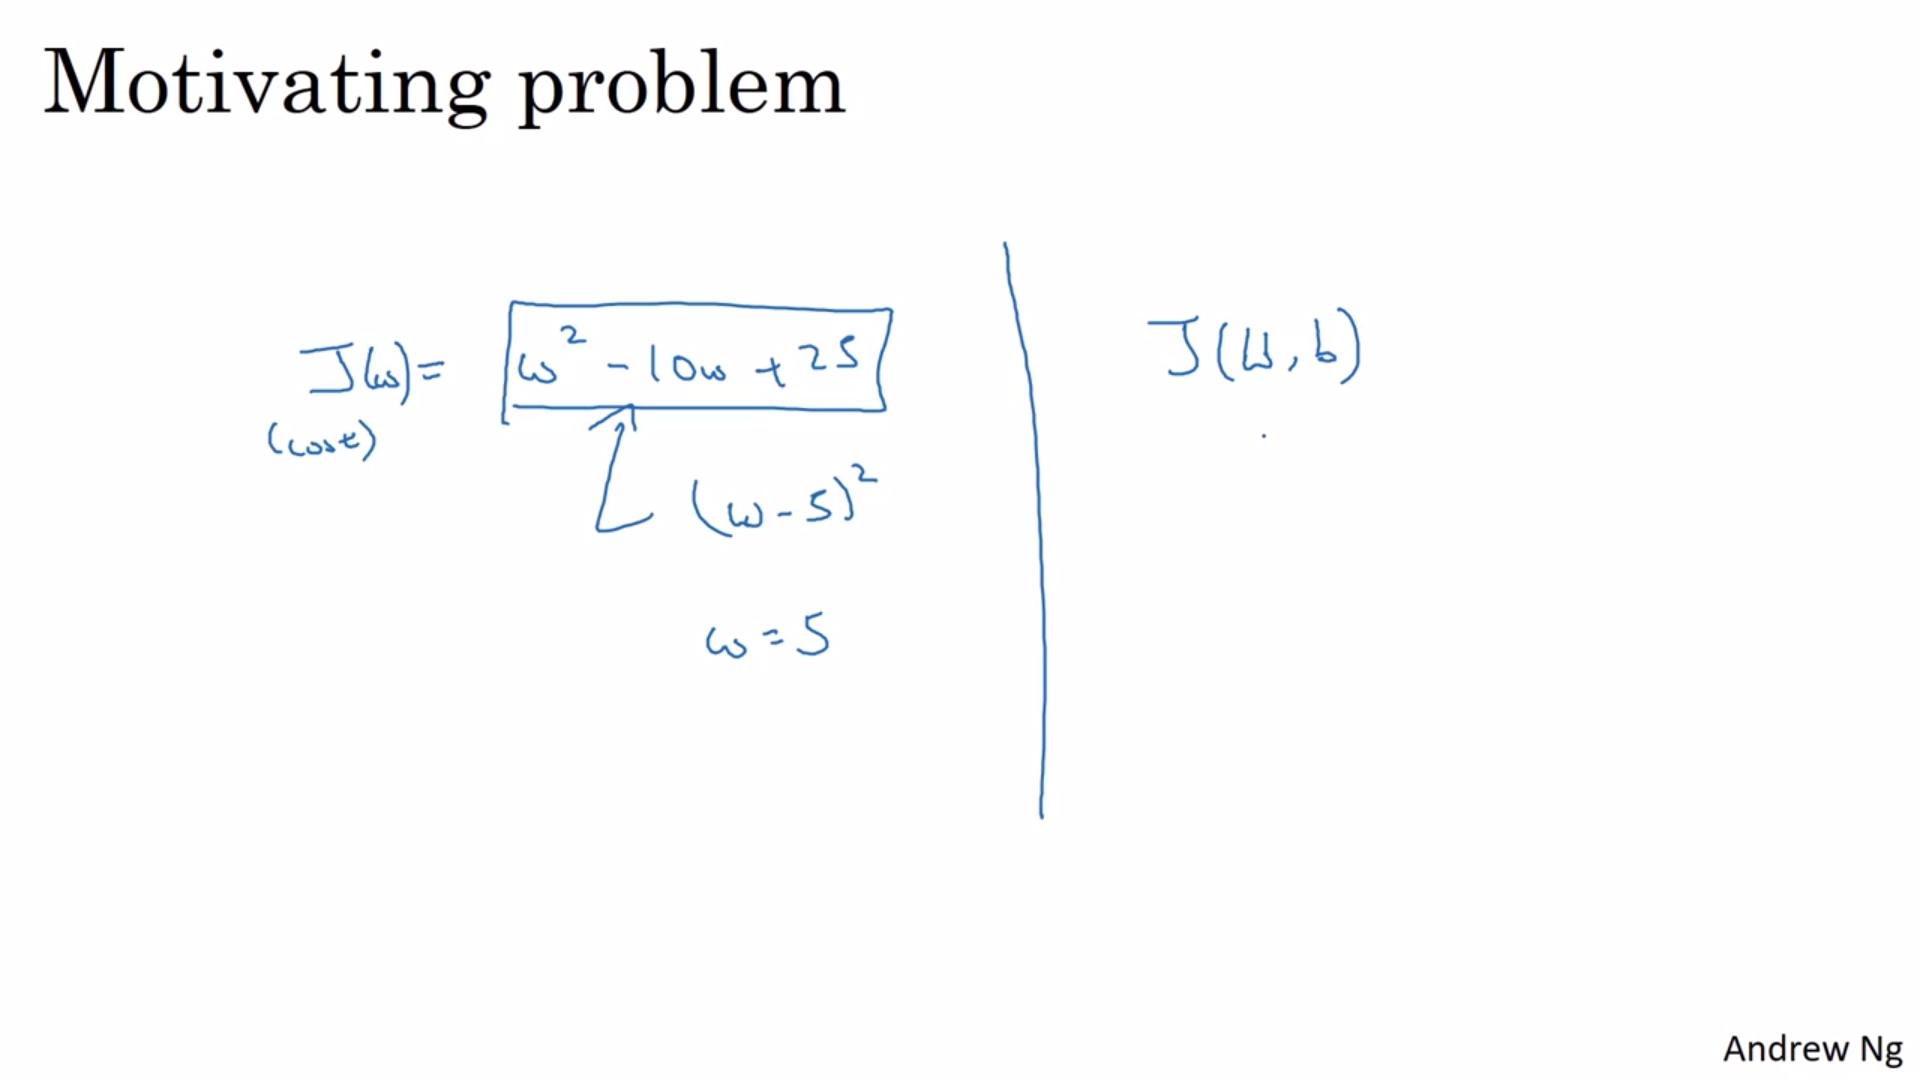 Motivating problem
J(w) = w² - 10w + 25
(cost)
(w - 5)²
w = 5
J(W, b)
Andrew Ng